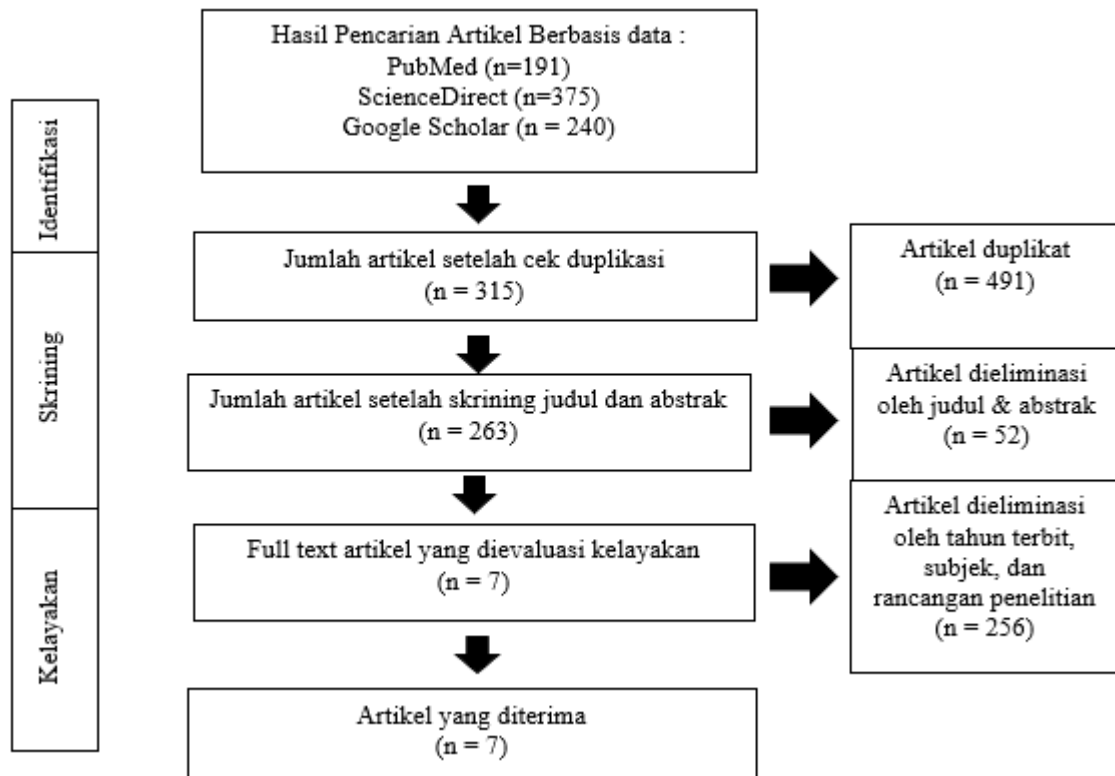 Hasil Pencarian Artikel Berbasis data :
PubMed (n=191)
ScienceDirect (n=375)
Google Scholar (n = 240)
Identifikasi
Jumlah artikel setelah cek duplikasi
(n = 315)
Artikel duplikat
(n = 491)
Skrining
Jumlah artikel setelah skrining judul dan abstrak
(n = 263)
Artikel dieliminasi
oleh judul & abstrak
(n = 52)
Kelayakan
Full text artikel yang dievaluasi kelayakan
(n = 7)
Artikel dieliminasi
oleh tahun terbit,
subjek, dan
rancangan penelitian
(n = 256)
Artikel yang diterima
(n = 7)